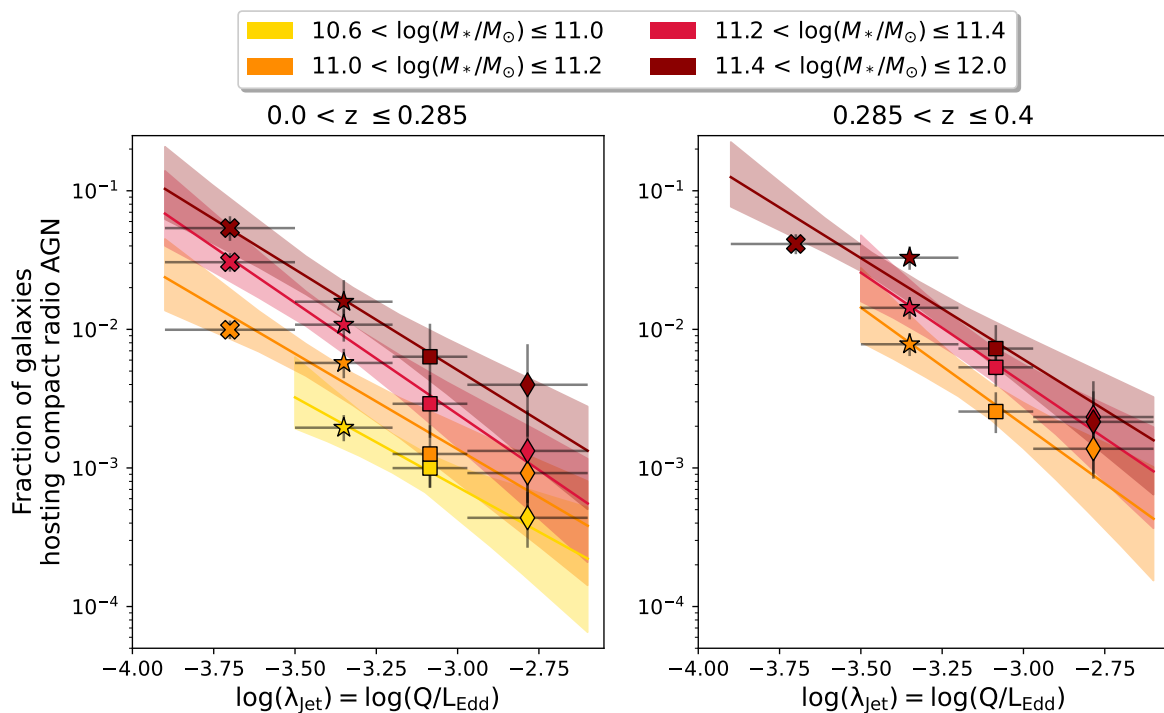 10.6 < log(M*/M⊙) ≤ 11.0
11.0 < log(M*/M⊙) ≤ 11.2
11.2 < log(M*/M⊙) ≤ 11.4
11.4 < log(M*/M⊙) ≤ 12.0
0.0 < z ≤ 0.285
0.285 < z ≤ 0.4
Fraction of galaxies
hosting compact radio AGN
10⁻¹
10⁻²
10⁻³
10⁻⁴
−4.00 −3.75 −3.50 −3.25 −3.00 −2.75
log(λJet) = log(Q/LEdd)
10⁻¹
10⁻²
10⁻³
10⁻⁴
−4.00 −3.75 −3.50 −3.25 −3.00 −2.75
log(λJet) = log(Q/LEdd)